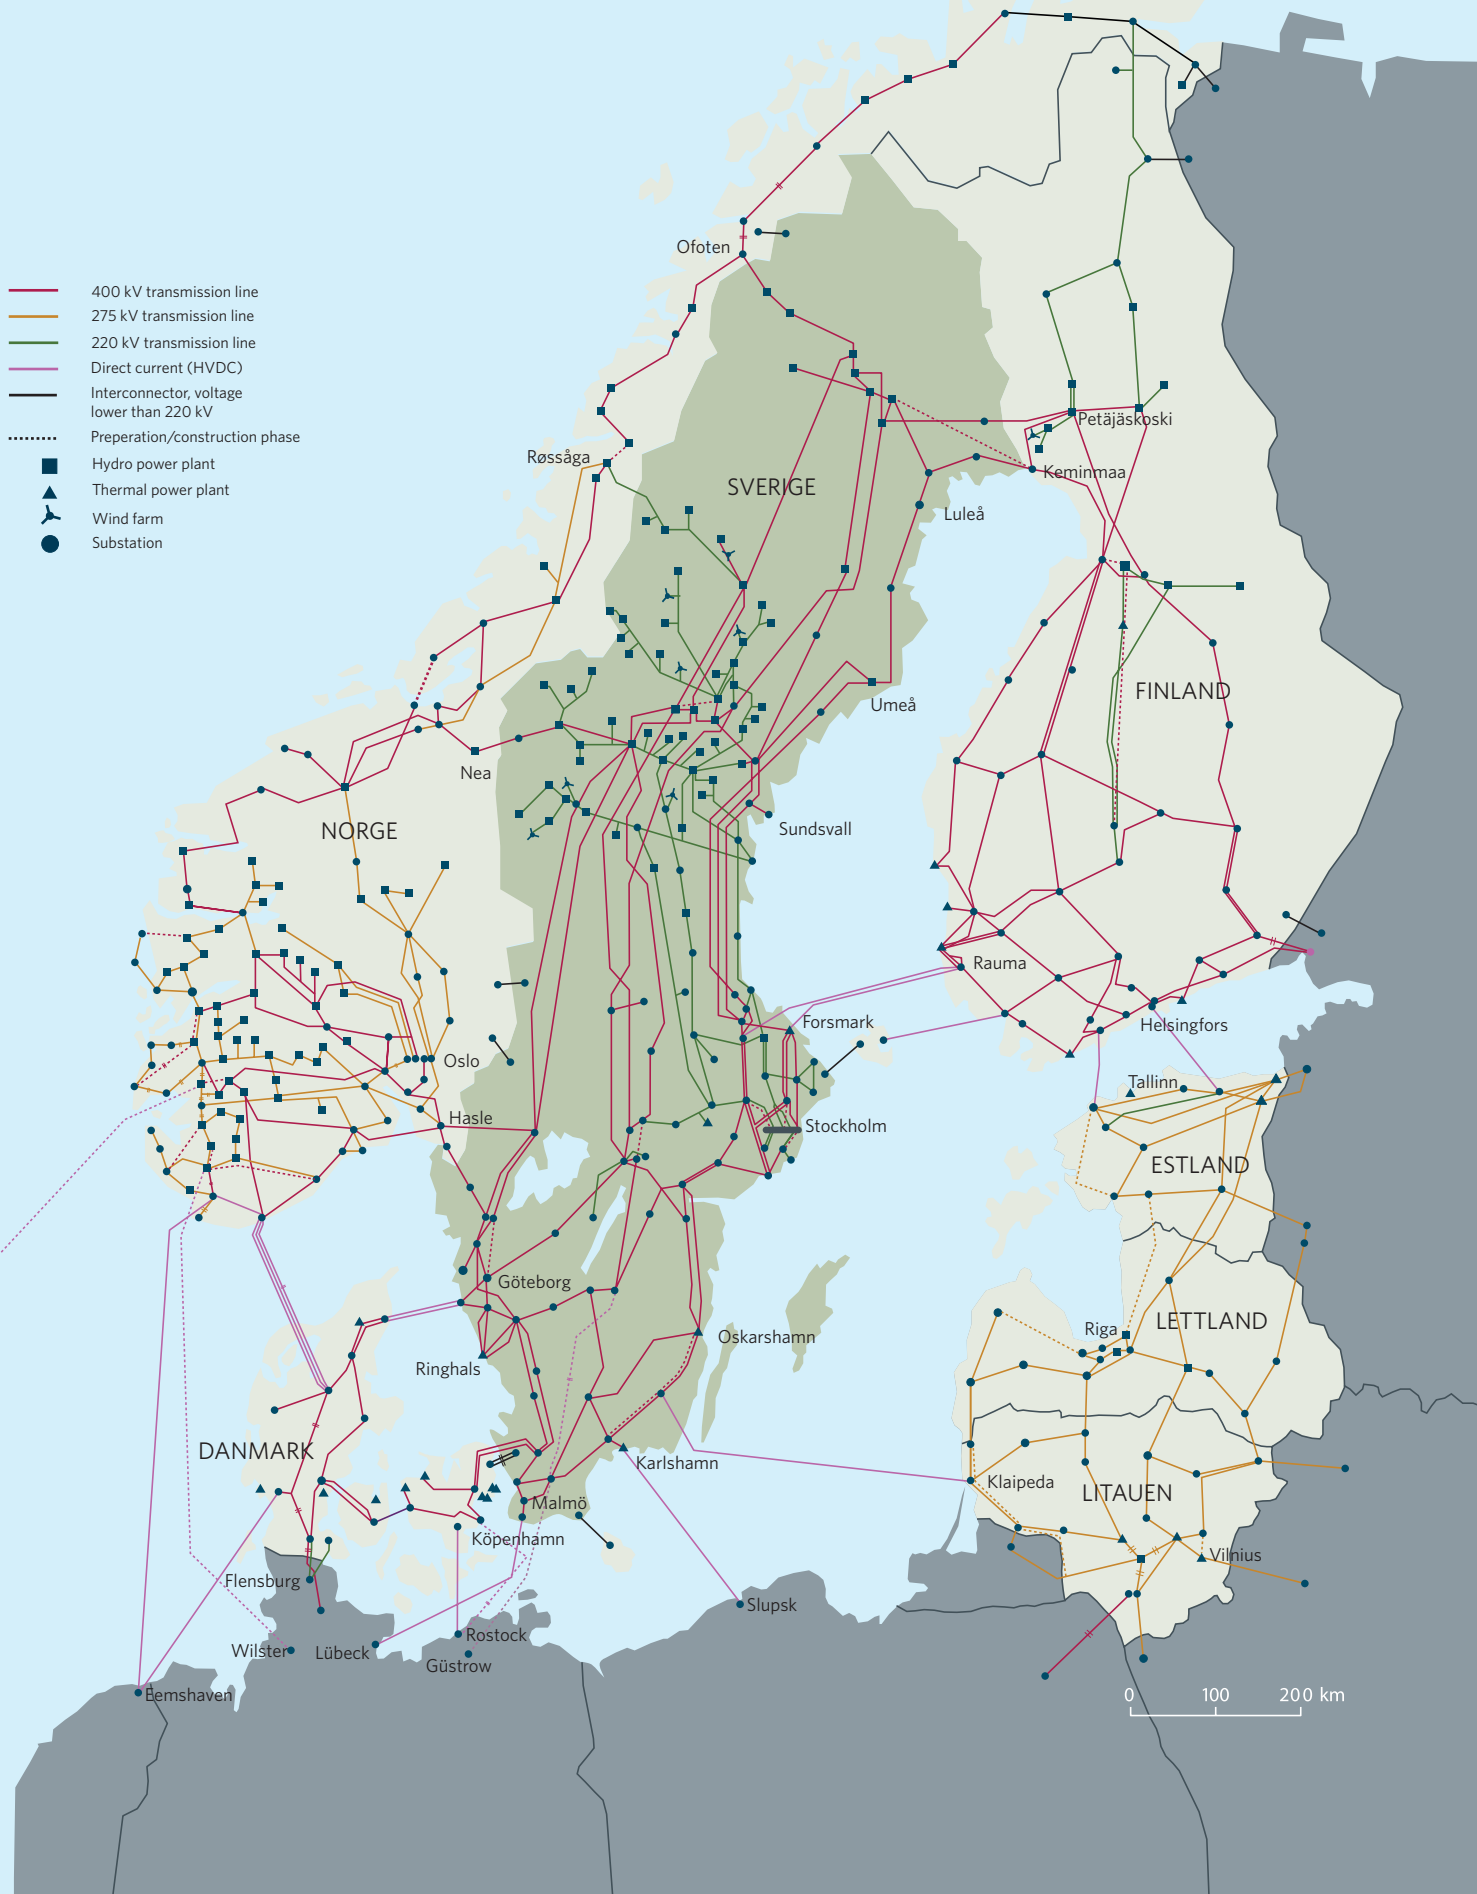 Ofoten
400 kV transmission line
275 kV transmission line
220 kV transmission line
Direct current (HVDC)
Interconnector, voltage
lower than 220 kV
Preperation/construction phase
Hydro power plant
Thermal power plant
Wind farm
Substation
Petäjäskoski
Røssåga
Keminmaa
SVERIGE
Luleå
FINLAND
Umeå
Nea
Sundsvall
NORGE
Rauma
Forsmark
Helsingfors
Oslo
Tallinn
Hasle
Stockholm
ESTLAND
Göteborg
LETTLAND
Riga
Oskarshamn
Ringhals
DANMARK
Karlshamn
Klaipeda
LITAUEN
Malmö
Köpenhamn
Vilnius
Flensburg
Slupsk
Rostock
Wilster
Lübeck
Güstrow
Eemshaven
0 100 200 km